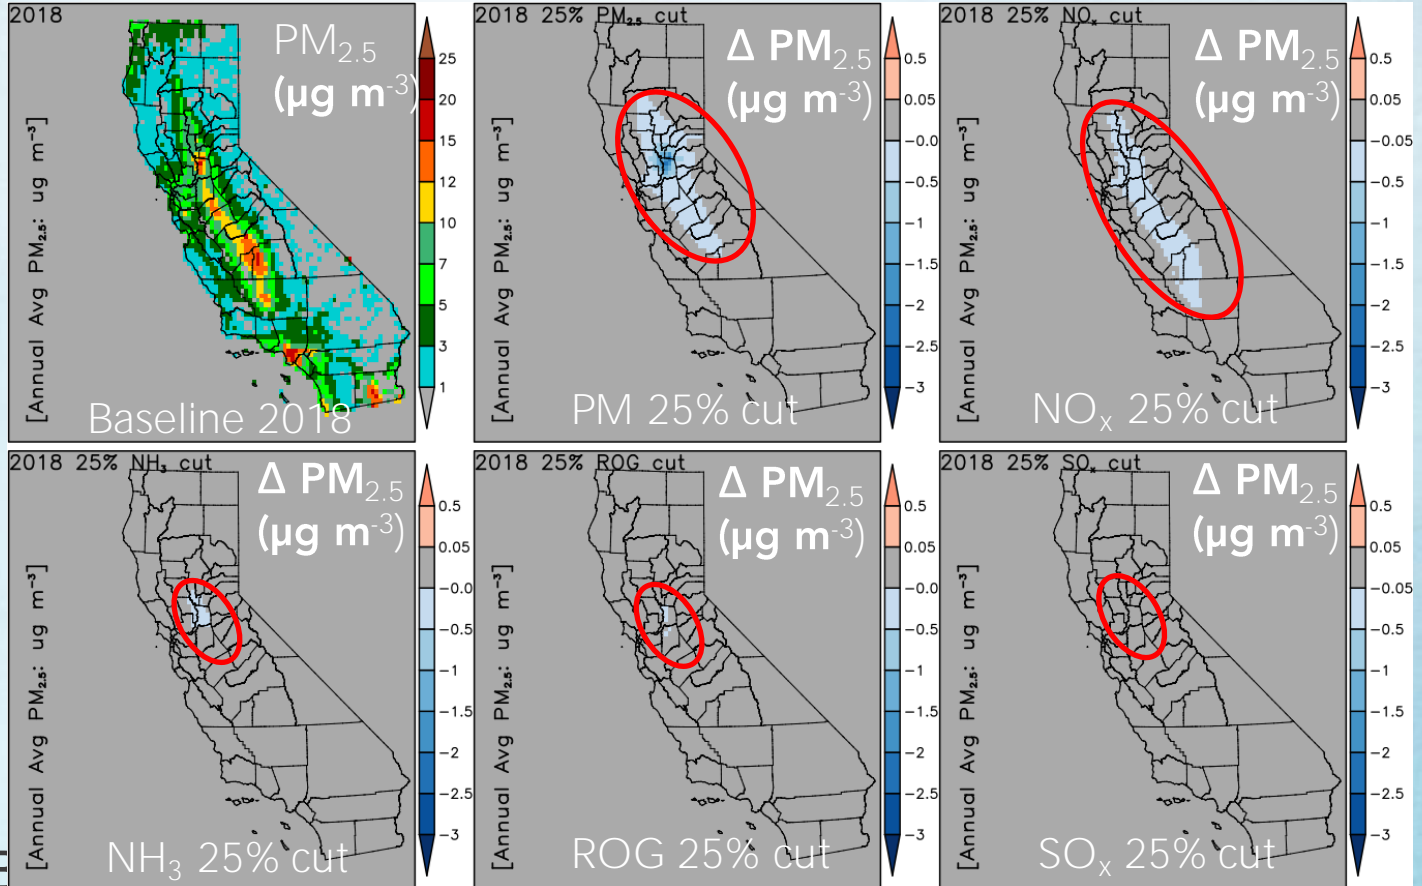 2018 25% PM₂.₅ cut
2018 25% NOₓ cut
PM2.5
(µg m-3)
Δ PM2.5
(µg m-3)
Δ PM2.5
(µg m-3)
[Annual Avg PM₂.₅: ug m⁻³]
25
20
15
12
10
7
5
3
1
Baseline 2018
[Annual Avg PM₂.₅: ug m⁻³]
0.5
0.05
-0.0
-0.5
-1
-1.5
-2
-2.5
-3
PM 25% cut
[Annual Avg PM₂.₅: ug m⁻³]
0.5
0.05
-0.05
-0.5
-1
-1.5
-2
-2.5
-3
NOx 25% cut
2018 25% NH₃ cut
Δ PM2.5
(µg m-3)
[Annual Avg PM₂.₅: ug m⁻³]
0.5
0.05
-0.0
-0.5
-1
-1.5
-2
-2.5
-3
NH3 25% cut
2018 25% ROG cut
Δ PM2.5
(µg m-3)
[Annual Avg PM₂.₅: ug m⁻³]
0.5
0.05
-0.0
-0.5
-1
-1.5
-2
-2.5
-3
ROG 25% cut
2018 25% SOₓ cut
Δ PM2.5
(µg m-3)
[Annual Avg PM₂.₅: ug m⁻³]
0.5
0.05
-0.05
-0.5
-1
-1.5
-2
-2.5
-3
SOx 25% cut